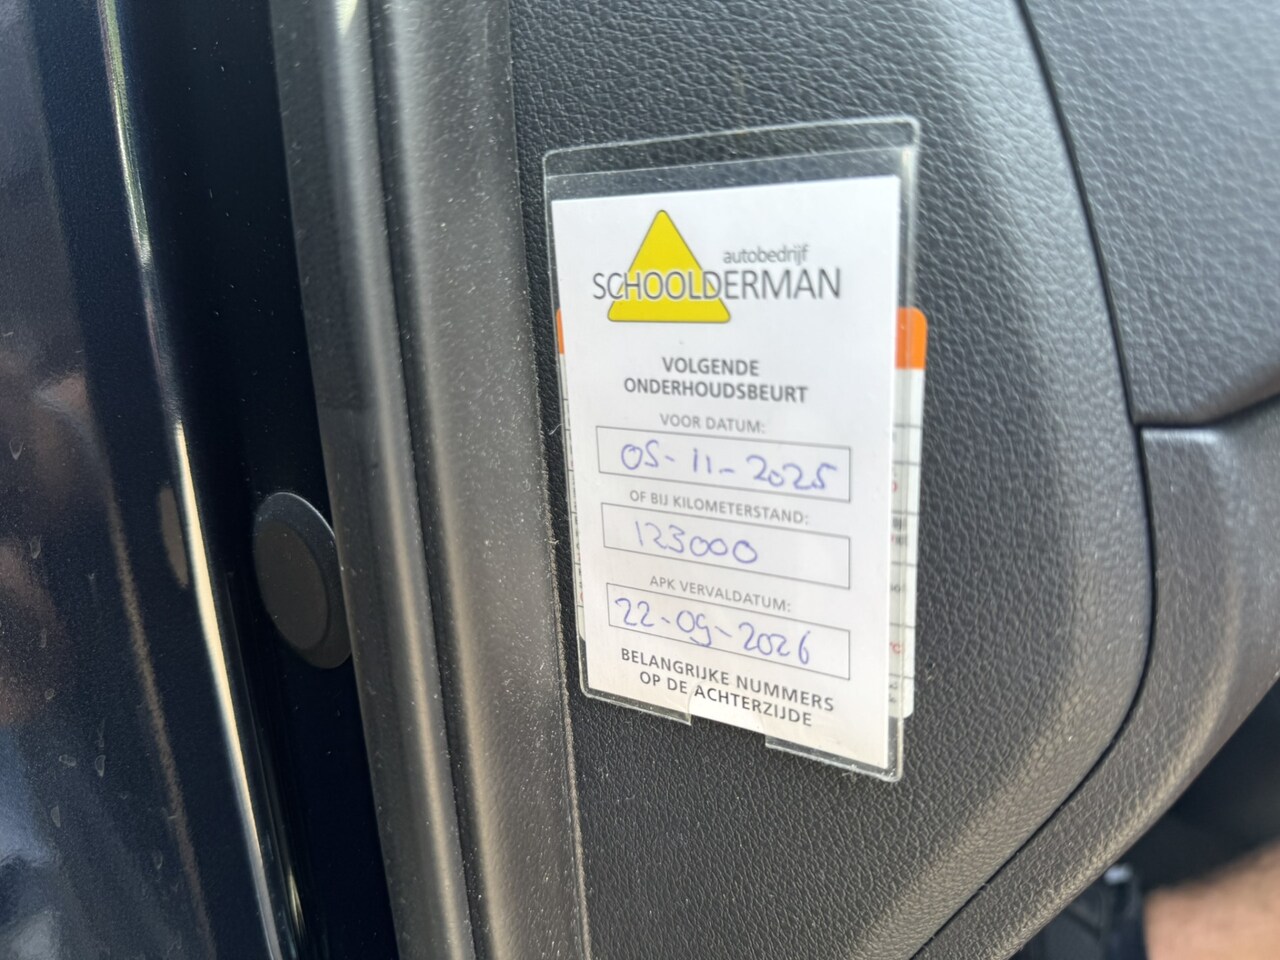 autobedrijf
SCHOOLDERMAN
VOLGENDE
ONDERHOUDSBEURT
VOOR DATUM:
05-11-2025
OF BIJ KILOMETERSTAND:
123000
APK VERVALDATUM:
22-09-2026
BELANGRIJKE NUMMERS
OP DE ACHTERZIJDE